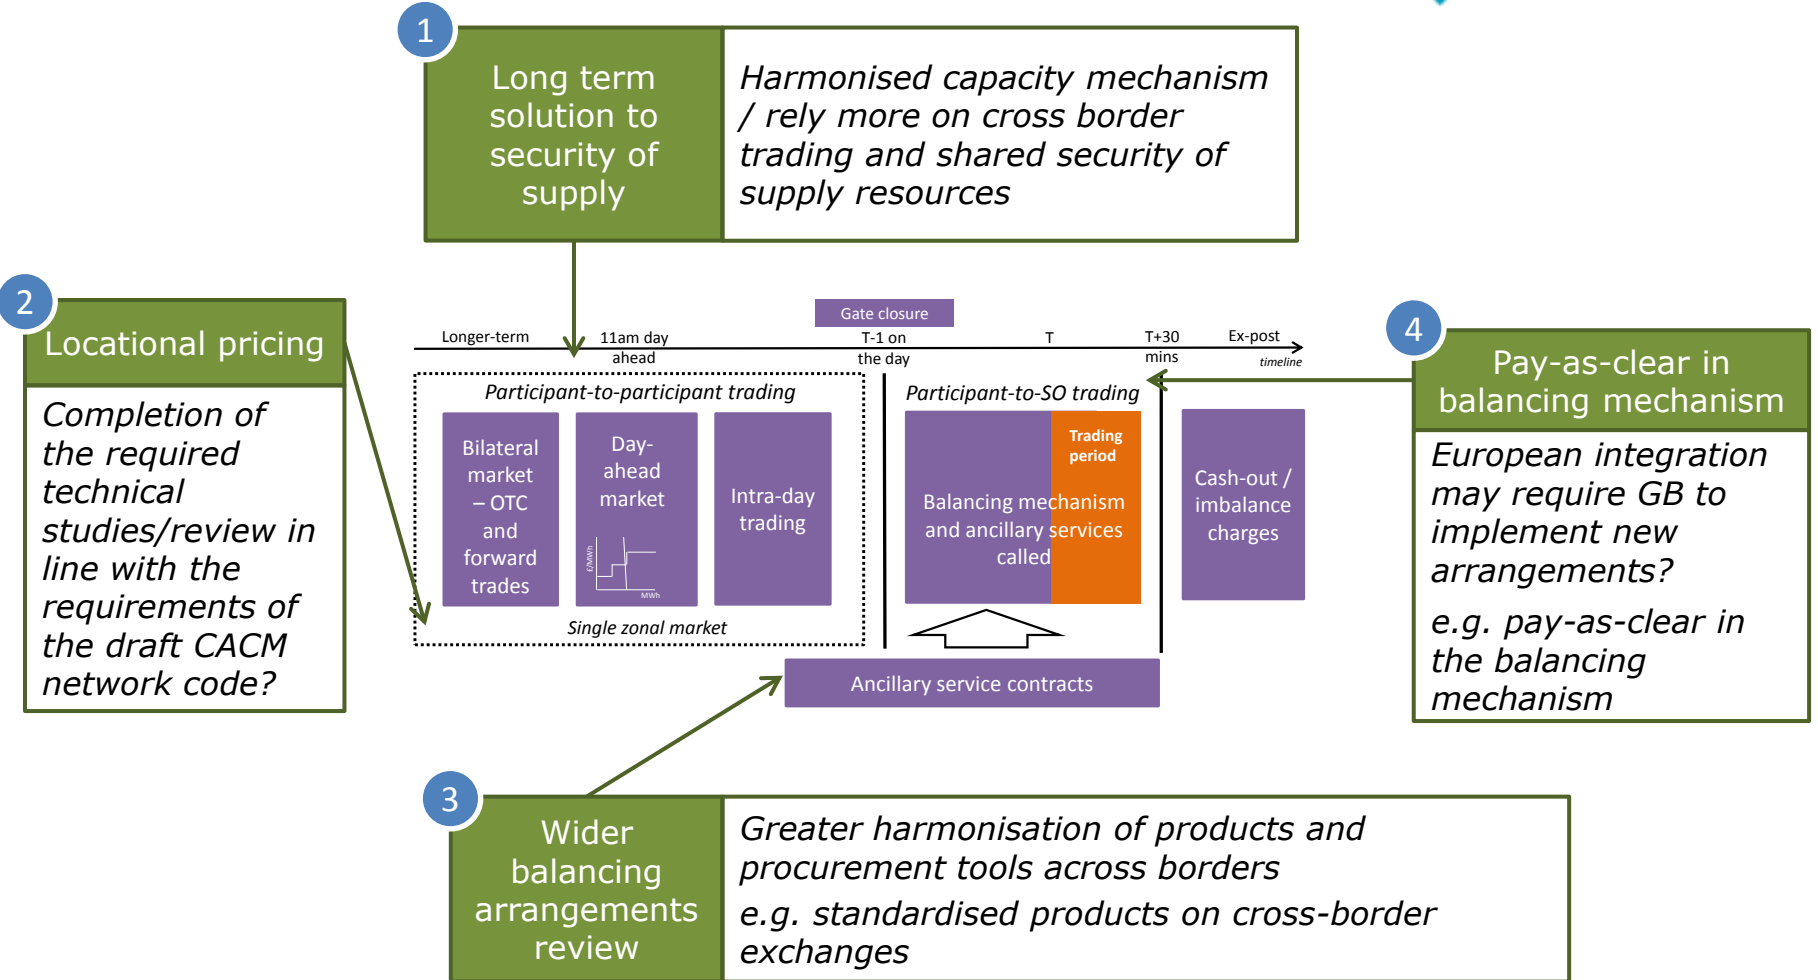 1
Long term
solution to
security of
supply
Harmonised capacity mechanism
/ rely more on cross border
trading and shared security of
supply resources
2
Locational pricing
Completion of
the required
technical
studies/review in
line with the
requirements of
the draft CACM
network code?
Gate closure
Longer-term
11am day
ahead
T-1 on
the day
T
T+30
mins
Ex-post
timeline
Participant-to-participant trading
Bilateral
market
– OTC
and
forward
trades
Day-
ahead
market
£/MWh
MWh
Intra-day
trading
Single zonal market
Participant-to-SO trading
Trading
period
Balancing mechanism
and ancillary services
called
Cash-out /
imbalance
charges
Ancillary service contracts
4
Pay-as-clear in
balancing mechanism
European integration
may require GB to
implement new
arrangements?
e.g. pay-as-clear in
the balancing
mechanism
3
Wider
balancing
arrangements
review
Greater harmonisation of products and
procurement tools across borders
e.g. standardised products on cross-border
exchanges